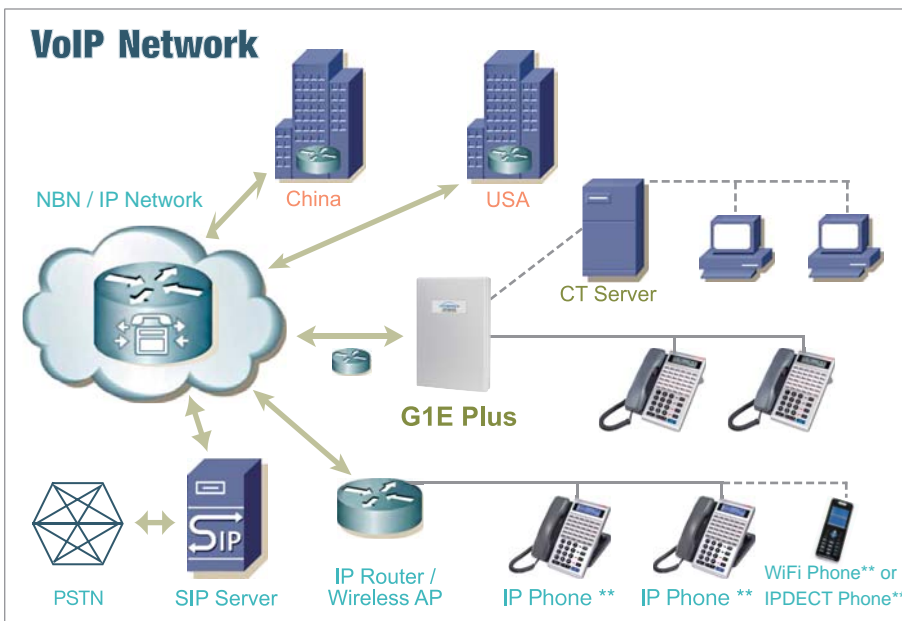 VoIP Network
NBN / IP Network
China
USA
CT Server
G1E Plus
SIP
PSTN
SIP Server
IP Router /
Wireless AP
IP Phone **
IP Phone **
WiFi Phone** or
IPDECT Phone**